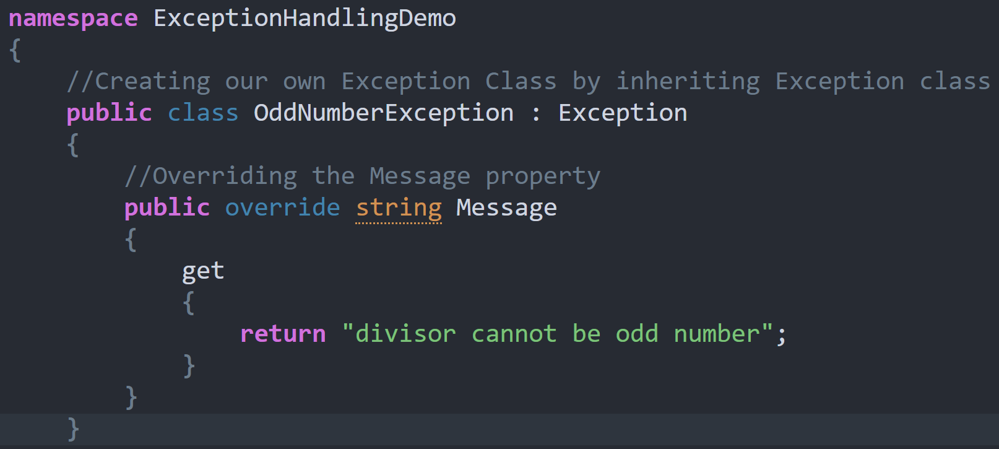 namespace ExceptionHandlingDemo
{
    //Creating our own Exception Class by inheriting Exception class
    public class OddNumberException : Exception
    {
        //Overriding the Message property
        public override string Message
        {
            get
            {
                return "divisor cannot be odd number";
            }
        }
    }